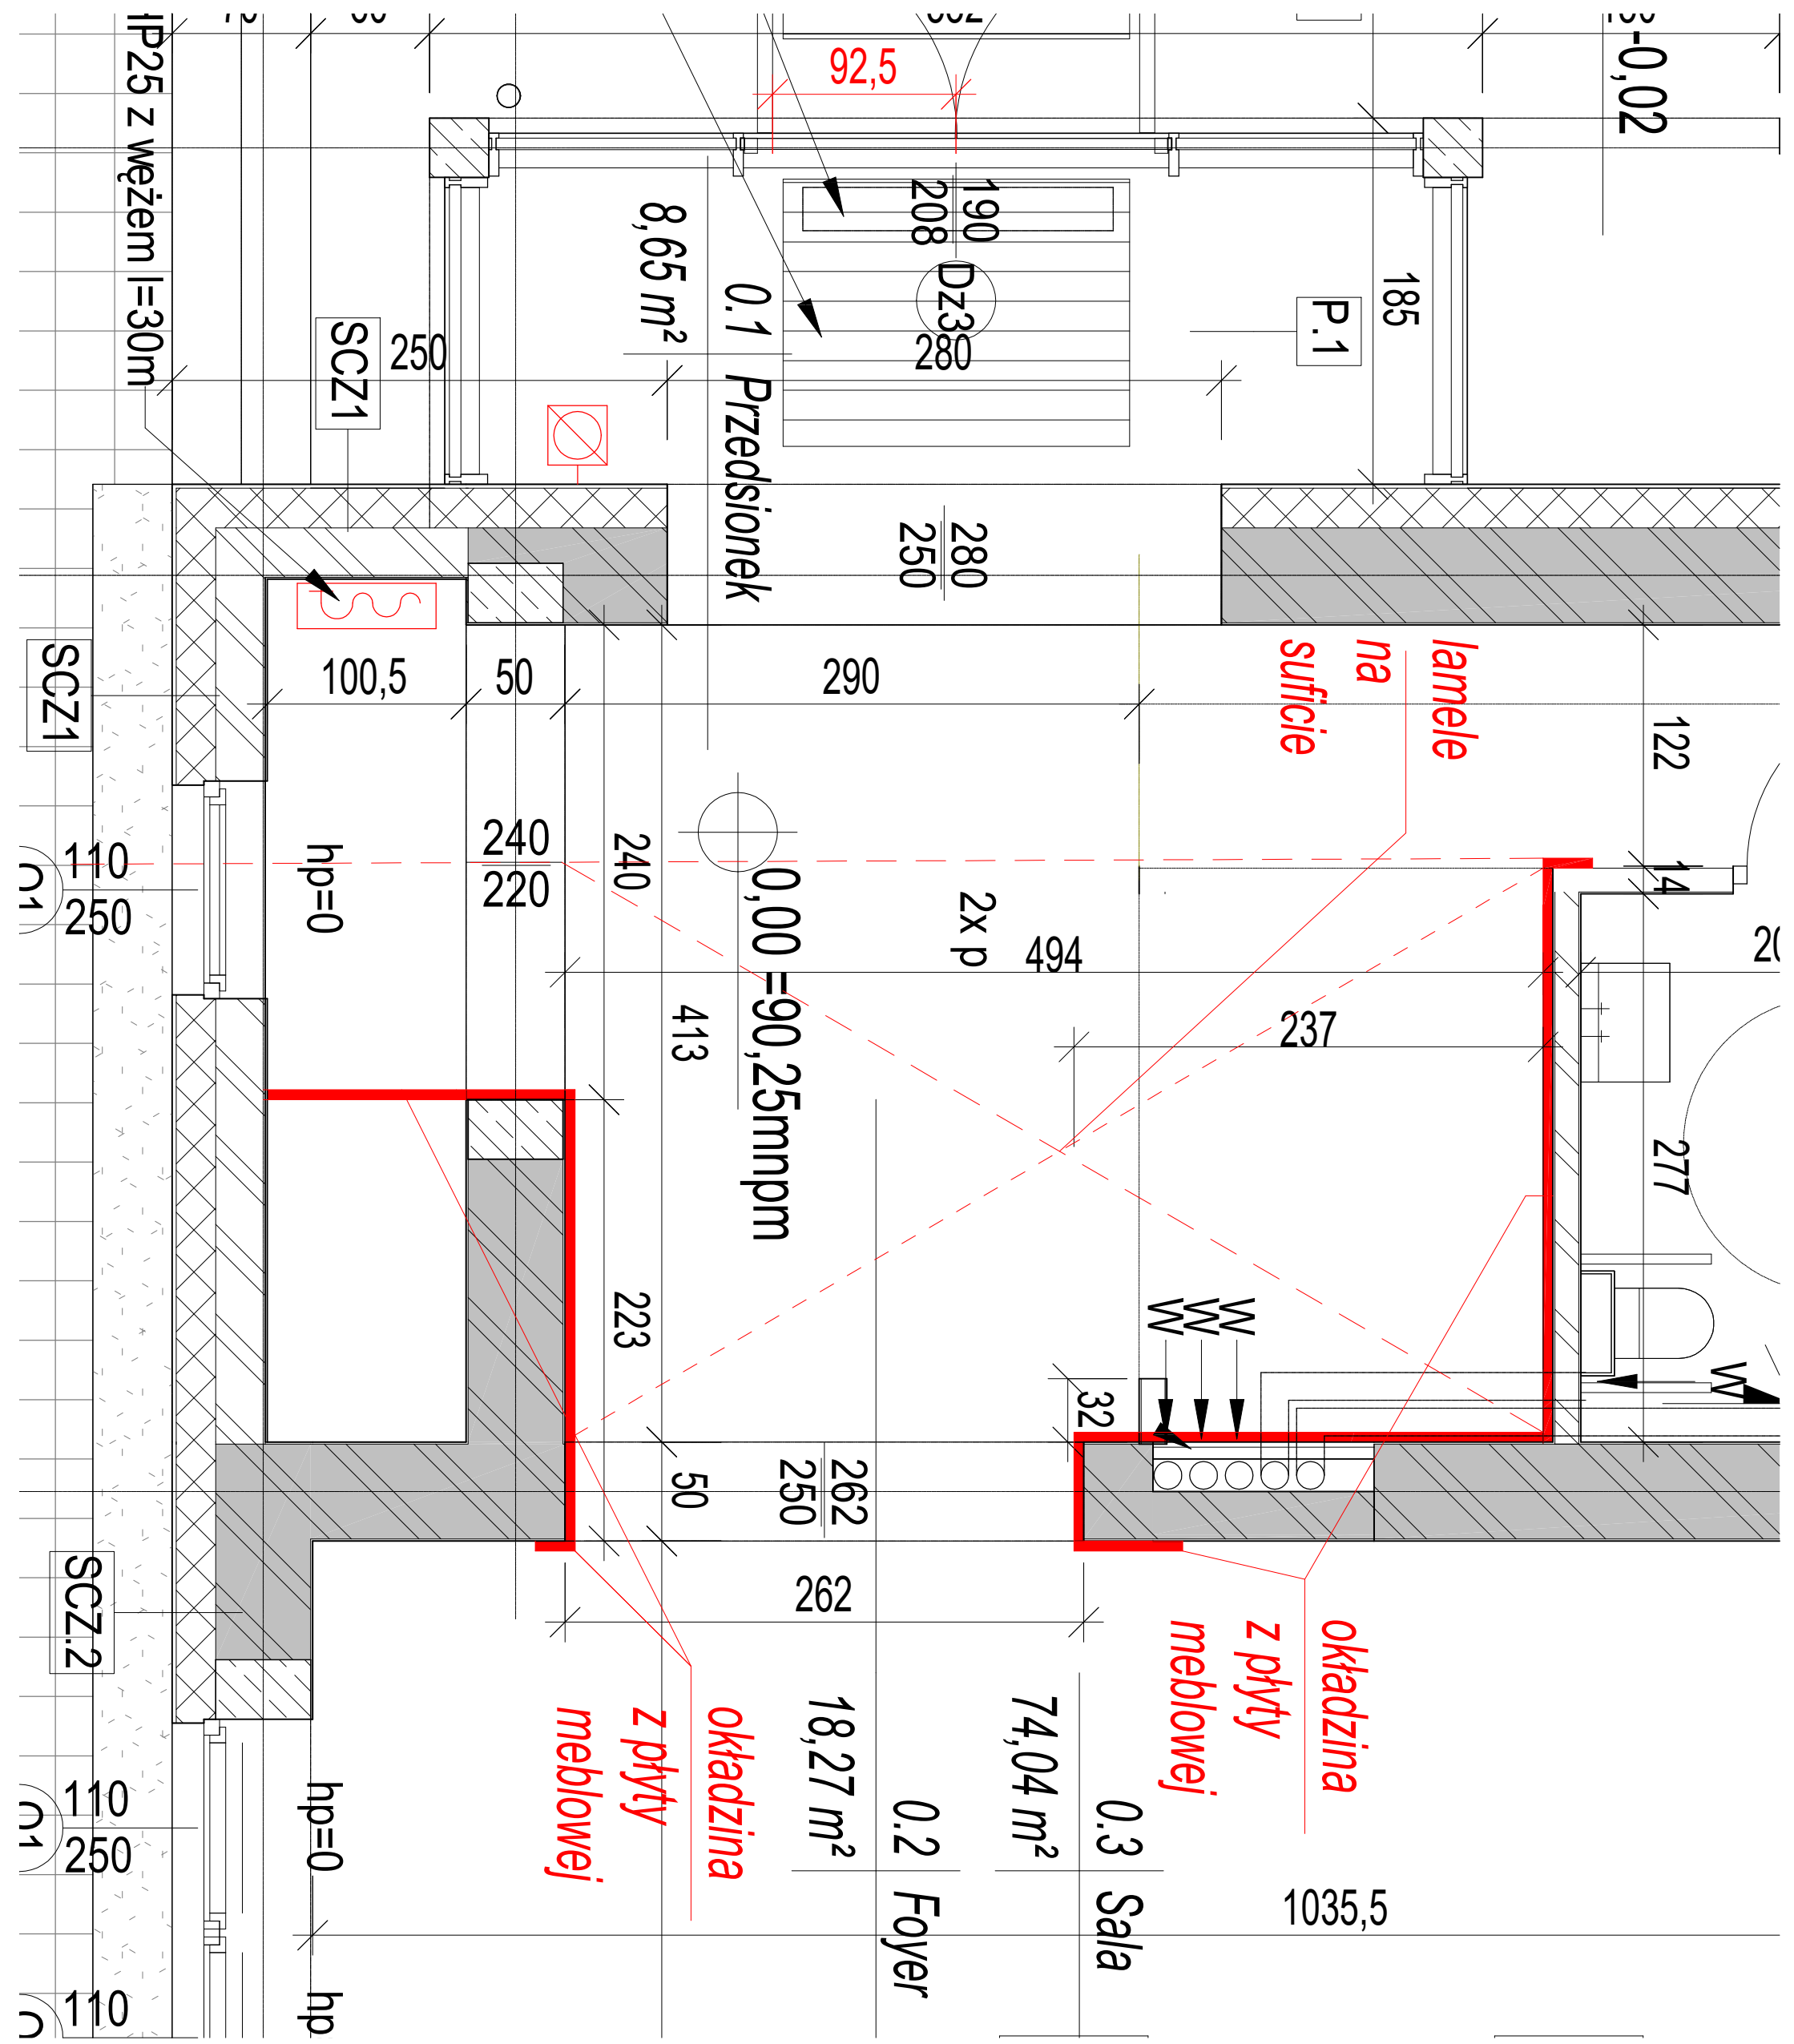 -0,02
92,5
HP25 z wężem l=30m
190
208
Dz3
280
8,65 m²
0.1 Przedsionek
185
P.1
SCZ1
250
280
250
SCZ1
100,5
50
290
lamele
na
suficie
122
14
240
220
240
hp=0
110
250
O1
0,00 =90,25mnpm
2x p
494
413
237
277
223
W
W
W
W
32
50
262
250
262
SCZ.2
okładzina
z płyty
meblowej
okładzina
z płyty
meblowej
74,04 m²
0.3 Sala
18,27 m²
0.2 Foyer
1035,5
hp=0
110
250
O1
hp
110